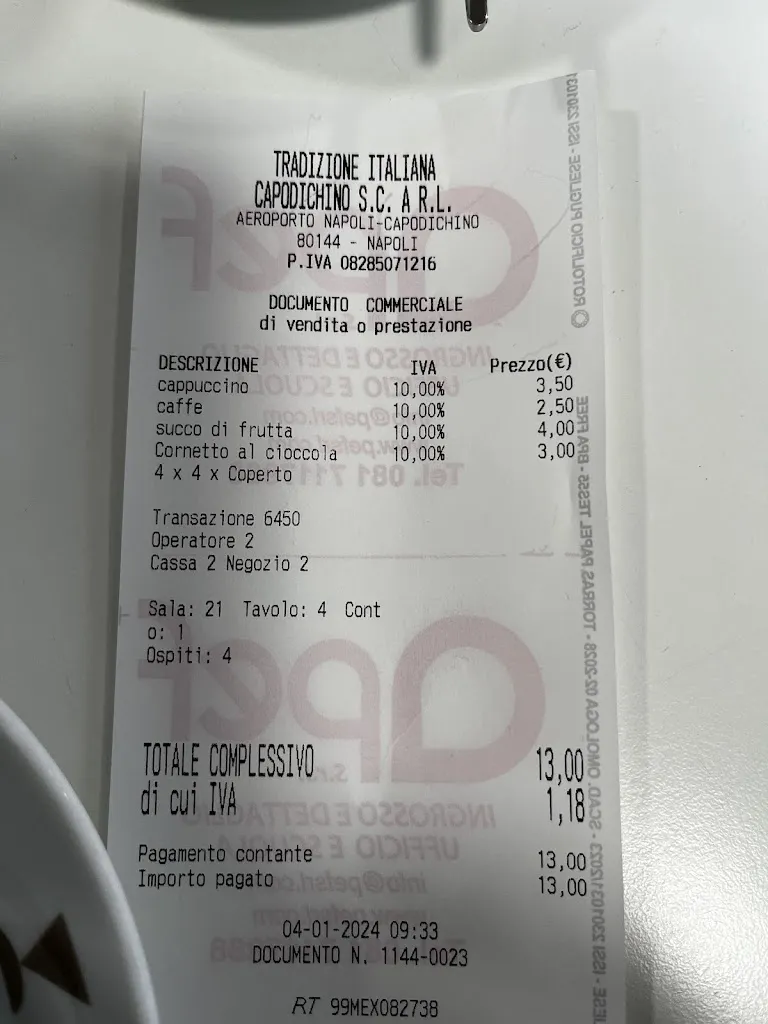 TRADIZIONE ITALIANA
CAPODICHINO S.C. A R.L.
AEROPORTO NAPOLI-CAPODICHINO
80144 - NAPOLI
P.IVA 08285071216
DOCUMENTO COMMERCIALE
di vendita o prestazione
DESCRIZIONE IVA Prezzo(€)
cappuccino 10,00% 3,50
caffe 10,00% 2,50
succo di frutta 10,00% 4,00
Cornetto al cioccola 10,00% 3,00
4 x 4 x Coperto
Transazione 6450
Operatore 2
Cassa 2 Negozio 2
Sala: 21 Tavolo: 4 Cont
o: 1
Ospiti: 4
TOTALE COMPLESSIVO 13,00
di cui IVA 1,18
Pagamento contante 13,00
Importo pagato 13,00
04-01-2024 09:33
DOCUMENTO N. 1144-0023
RT 99MEX082738